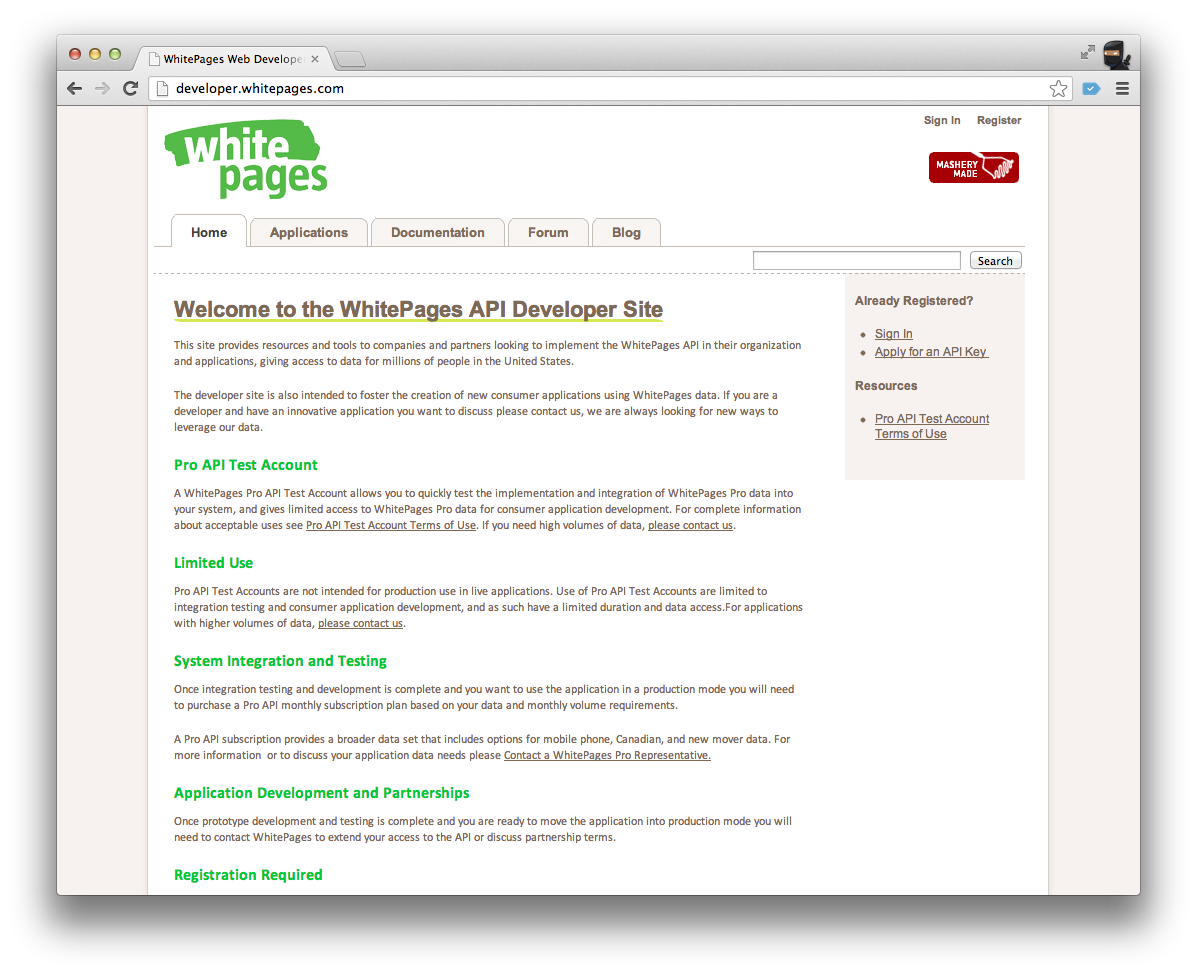 WhitePages Web Develope
developer.whitepages.com
Sign In Register
white
pages
MASHERY
MADE
Home Applications Documentation Forum Blog
Search
Welcome to the WhitePages API Developer Site
This site provides resources and tools to companies and partners looking to implement the WhitePages API in their organization
and applications, giving access to data for millions of people in the United States.
The developer site is also intended to foster the creation of new consumer applications using WhitePages data. If you are a
developer and have an innovative application you want to discuss please contact us, we are always looking for new ways to
leverage our data.
Pro API Test Account
A WhitePages Pro API Test Account allows you to quickly test the implementation and integration of WhitePages Pro data into
your system, and gives limited access to WhitePages Pro data for consumer application development. For complete information
about acceptable uses see Pro API Test Account Terms of Use. If you need high volumes of data, please contact us.
Limited Use
Pro API Test Accounts are not intended for production use in live applications. Use of Pro API Test Accounts are limited to
integration testing and consumer application development, and as such have a limited duration and data access.For applications
with higher volumes of data, please contact us.
System Integration and Testing
Once integration testing and development is complete and you want to use the application in a production mode you will need
to purchase a Pro API monthly subscription plan based on your data and monthly volume requirements.
A Pro API subscription provides a broader data set that includes options for mobile phone, Canadian, and new mover data. For
more information  or to discuss your application data needs please Contact a WhitePages Pro Representative.
Application Development and Partnerships
Once prototype development and testing is complete and you are ready to move the application into production mode you will
need to contact WhitePages to extend your access to the API or discuss partnership terms.
Registration Required
Already Registered?
• Sign In
• Apply for an API Key
Resources
• Pro API Test Account
Terms of Use